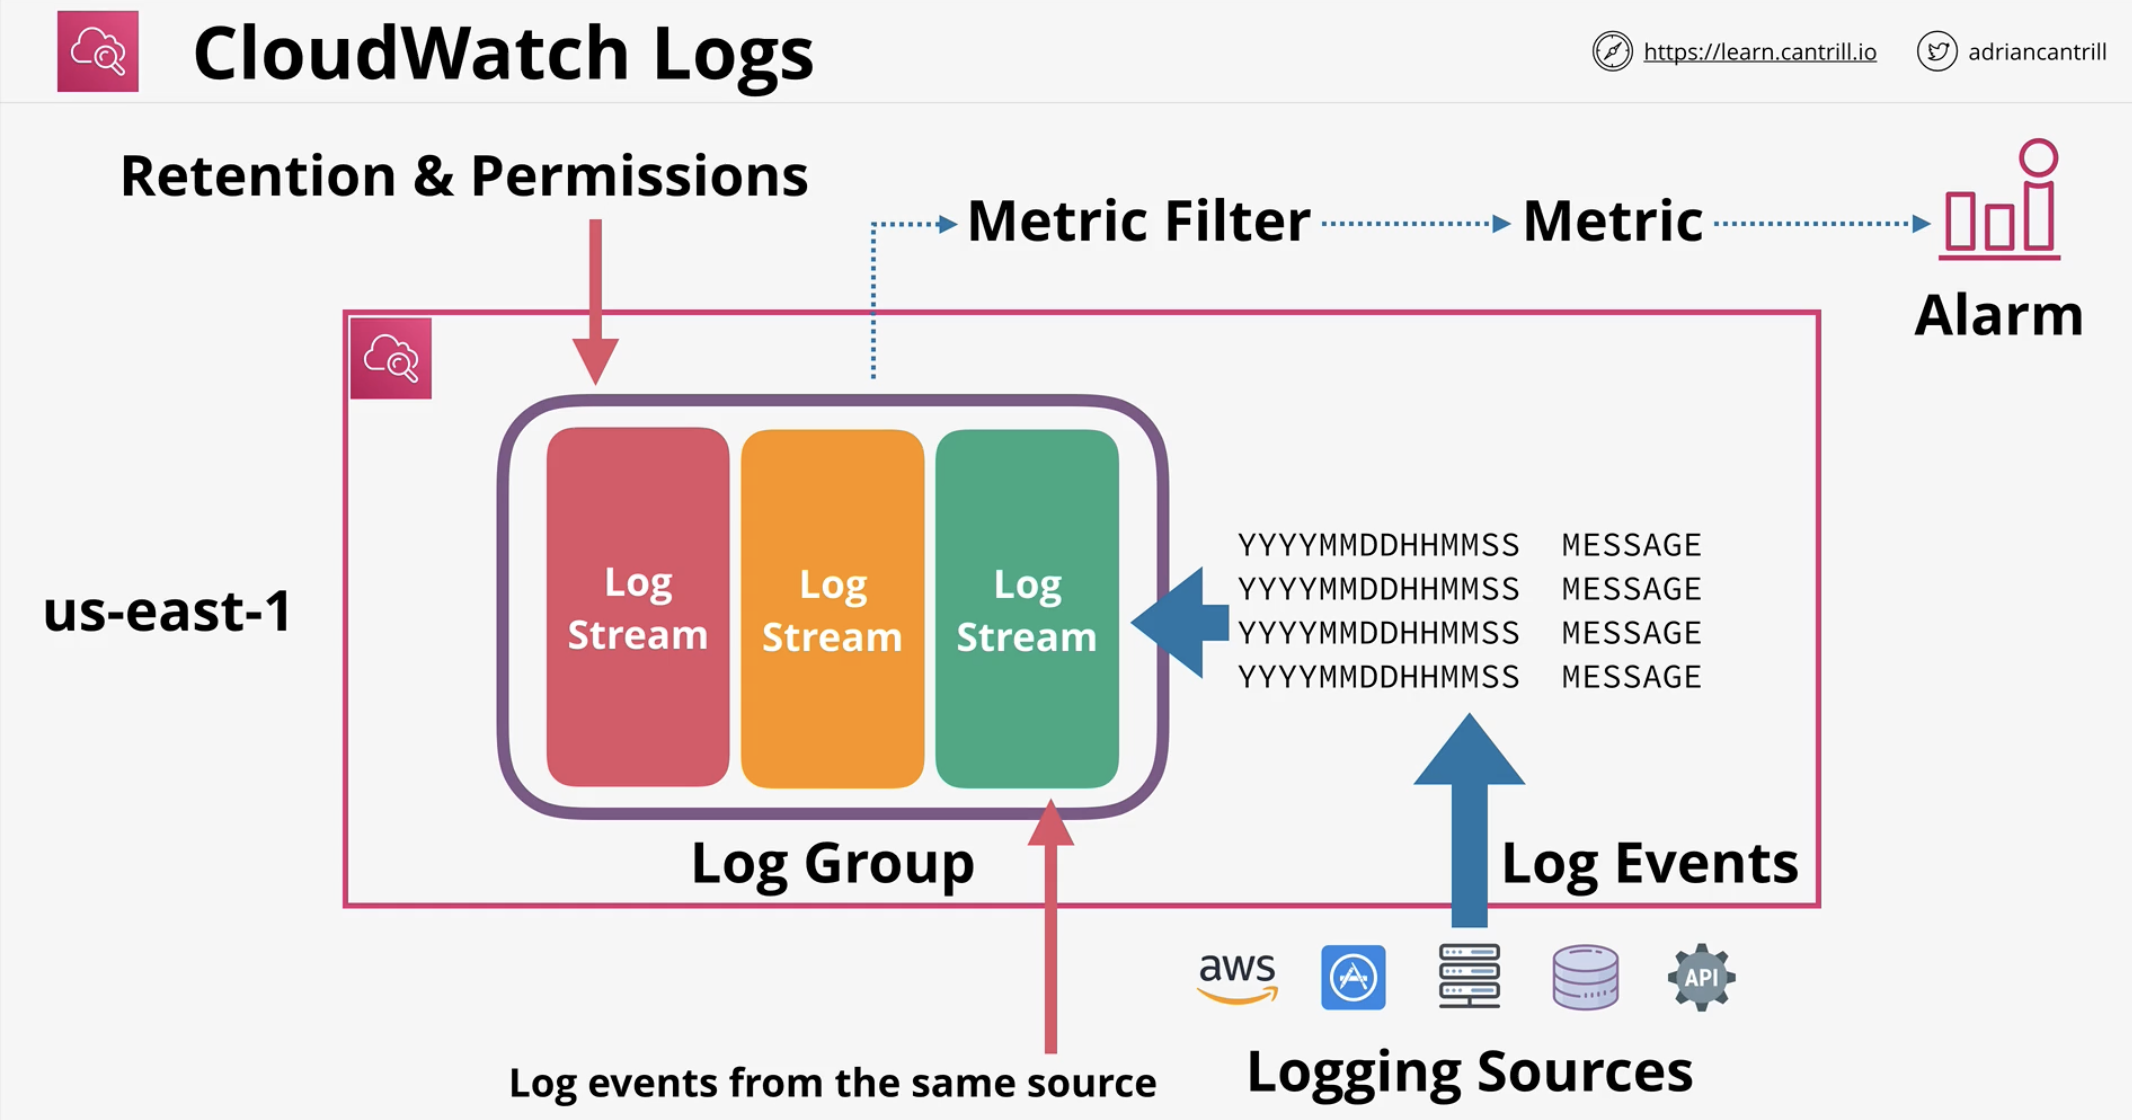 CloudWatch Logs
https://learn.cantrill.io
adriancantrill
Retention & Permissions
Metric Filter
Metric
Alarm
us-east-1
Log
Stream
Log
Stream
Log
Stream
YYYYMMDDHHMMSS MESSAGE
YYYYMMDDHHMMSS MESSAGE
YYYYMMDDHHMMSS MESSAGE
YYYYMMDDHHMMSS MESSAGE
Log Group
Log Events
aws
API
Log events from the same source
Logging Sources